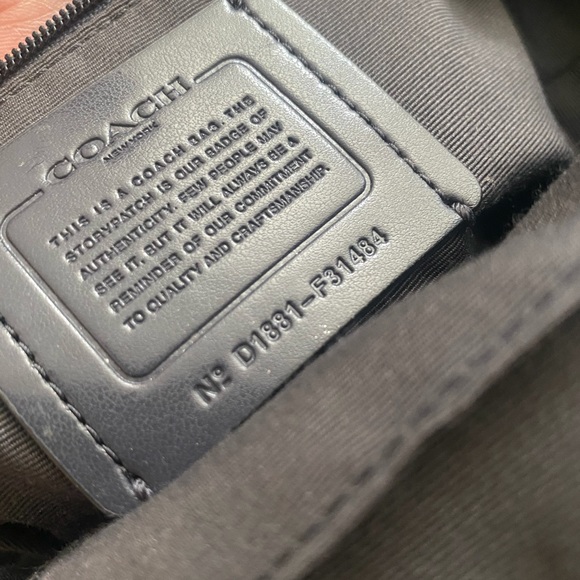 COACH
NEW YORK
THIS IS A COACH BAG. THE
STORYPATCH IS OUR BADGE OF
AUTHENTICITY. FEW PEOPLE MAY
SEE IT. BUT IT WILL ALWAYS BE A
REMINDER OF OUR COMMITMENT
TO QUALITY AND CRAFTSMANSHIP.
Nº D1881-F31484